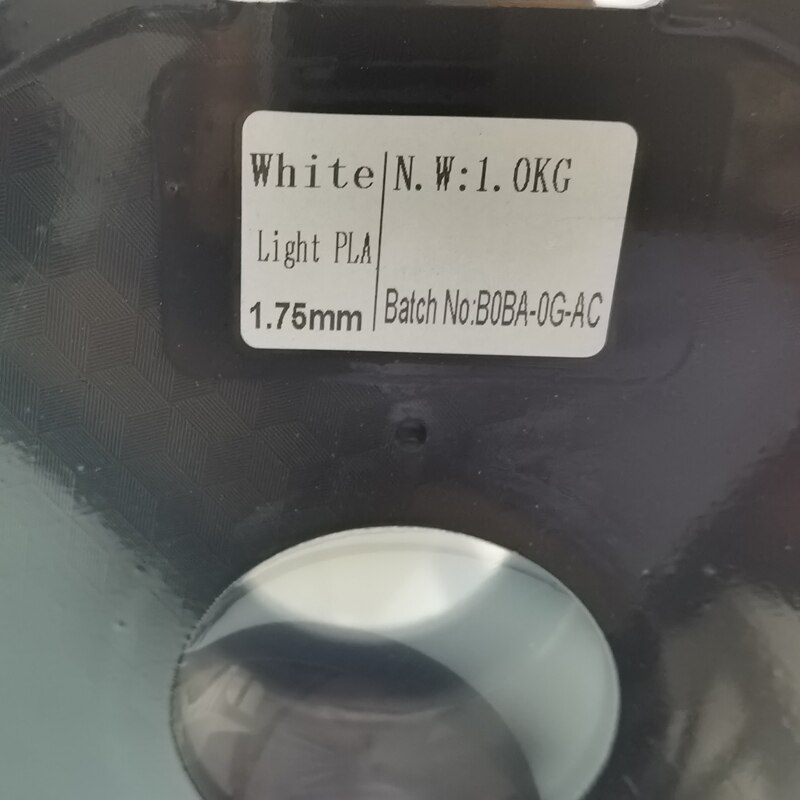 White
Light PLA
1.75mm
N.W:1.0KG
Batch No:B0BA-0G-AC